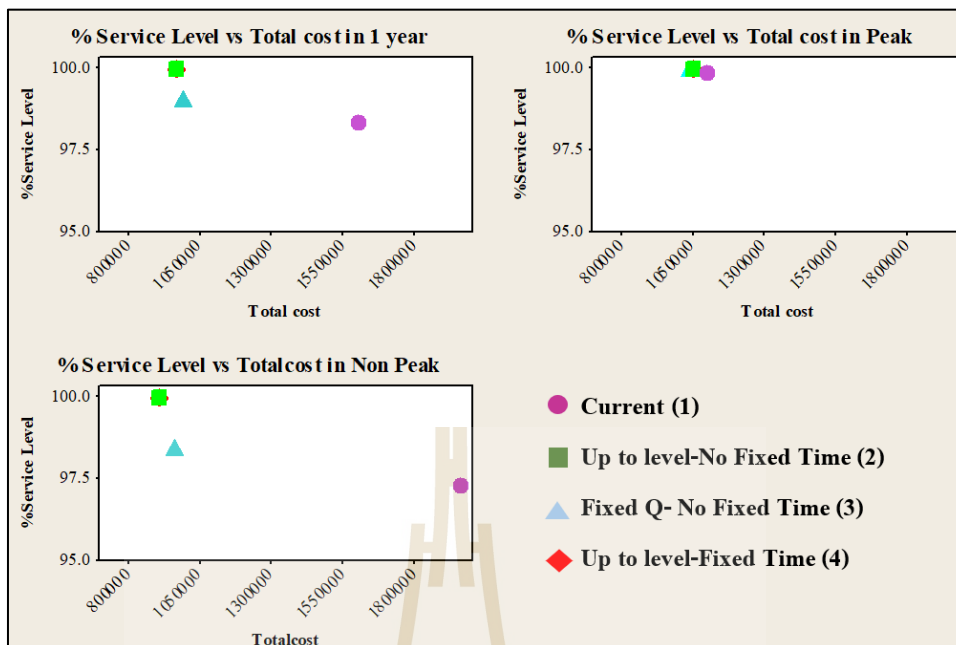 % Service Level vs Total cost in 1 year
100.0
97.5
95.0
%Service Level
800000
1050000
1300000
1550000
1800000
Total cost
% Service Level vs Total cost in Peak
100.0
97.5
95.0
%Service Level
800000
1050000
1300000
1550000
1800000
Total cost
% Service Level vs Totalcost in Non Peak
100.0
97.5
95.0
%Service Level
800000
1050000
1300000
1550000
1800000
Totalcost
Current (1)
Up to level-No Fixed Time (2)
Fixed Q- No Fixed Time (3)
Up to level-Fixed Time (4)